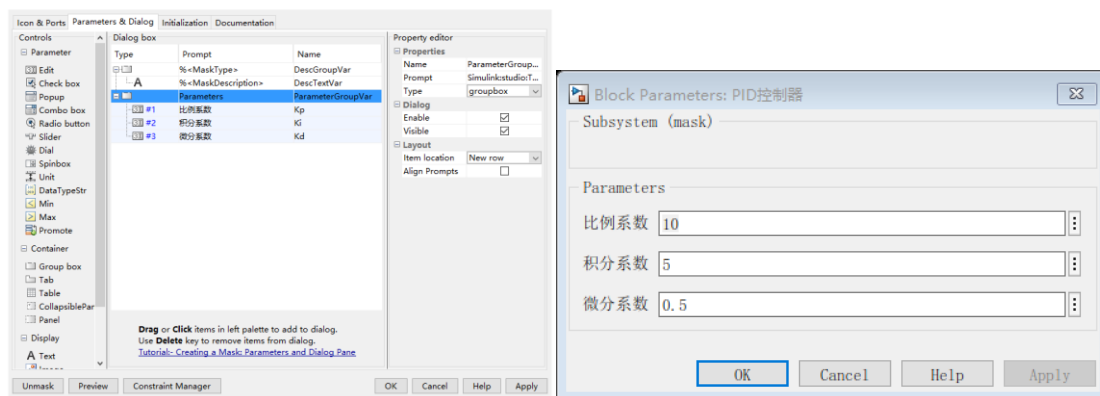 Icon & Ports Parameters & Dialog Initialization Documentation
Controls
Parameter
Edit
Check box
Popup
Combo box
Radio button
Slider
Dial
Spinbox
Unit
DataTypeStr
Min
Max
Promote
Container
Group box
Tab
Table
CollapsiblePar
Panel
Display
A Text
Dialog box
Type Prompt Name
%<MaskType> DescGroupVar
A %<MaskDescription> DescTextVar
Parameters ParameterGroupVar
#1 比例系数 Kp
#2 积分系数 Ki
#3 微分系数 Kd
Drag or Click items in left palette to add to dialog.
Use Delete key to remove items from dialog.
Tutorial:- Creating a Mask: Parameters and Dialog Pane
Property editor
Properties
Name ParameterGroup...
Prompt Simulink:studio:T...
Type groupbox
Dialog
Enable
Visible
Layout
Item location New row
Align Prompts
Unmask Preview Constraint Manager OK Cancel Help Apply
Block Parameters: PID控制器
Subsystem (mask)
Parameters
比例系数 10
积分系数 5
微分系数 0.5
OK Cancel Help Apply